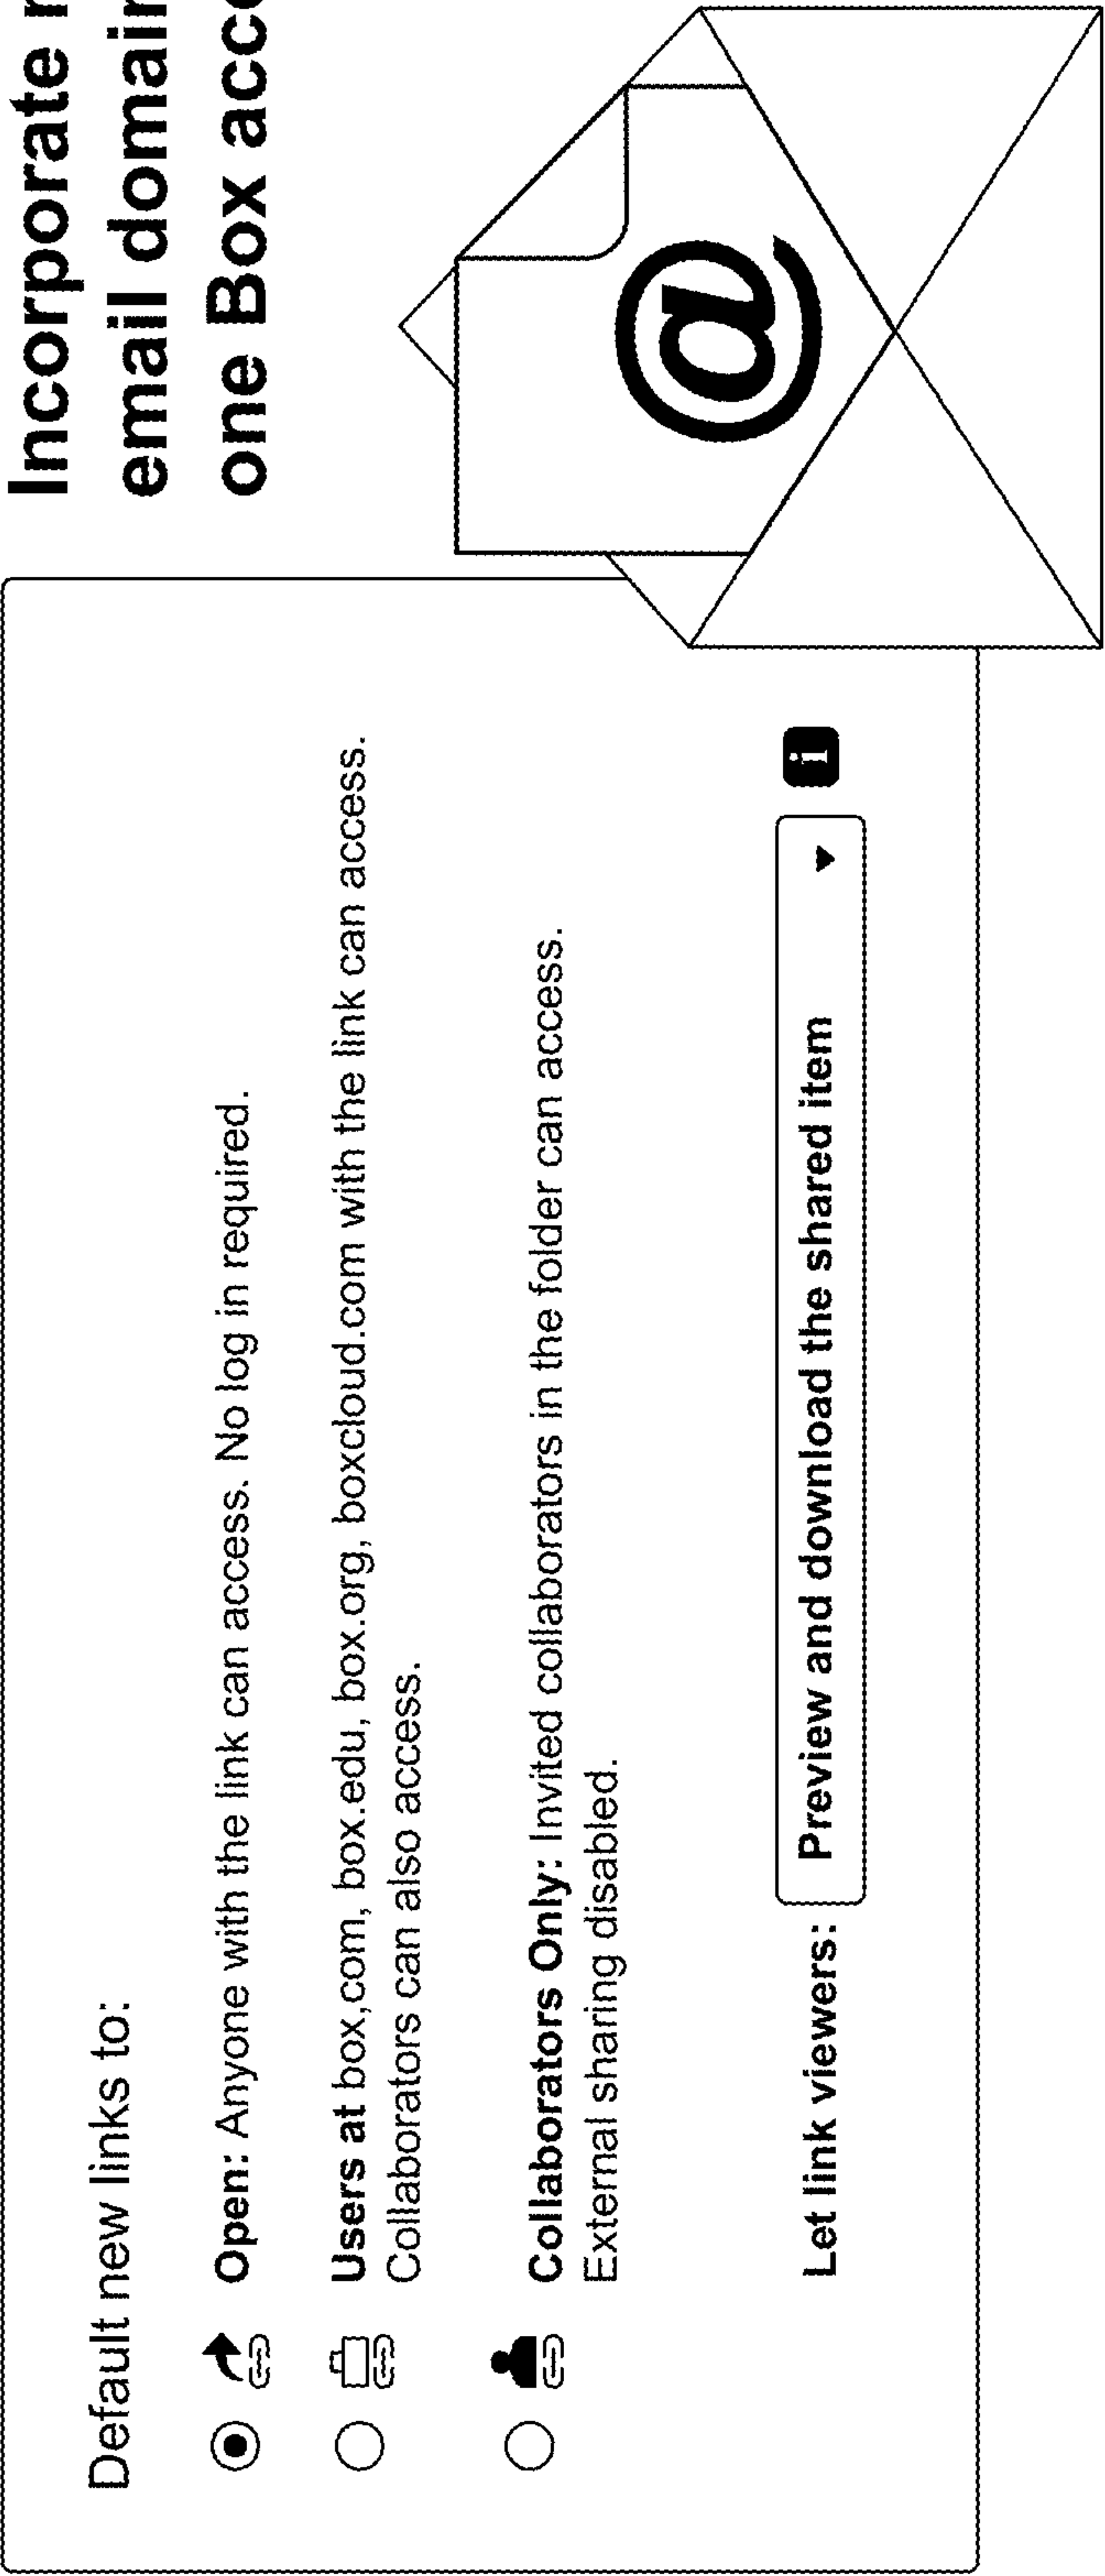 Default new links to:
Open: Anyone with the link can access. No log in required.
Users at box,com, box.edu, box.org, boxcloud.com with the link can access.
Collaborators can also access.
Collaborators Only: Invited collaborators in the folder can access.
External sharing disabled.
Let link viewers: Preview and download the shared item
i
Incorporate
email
one Box
@